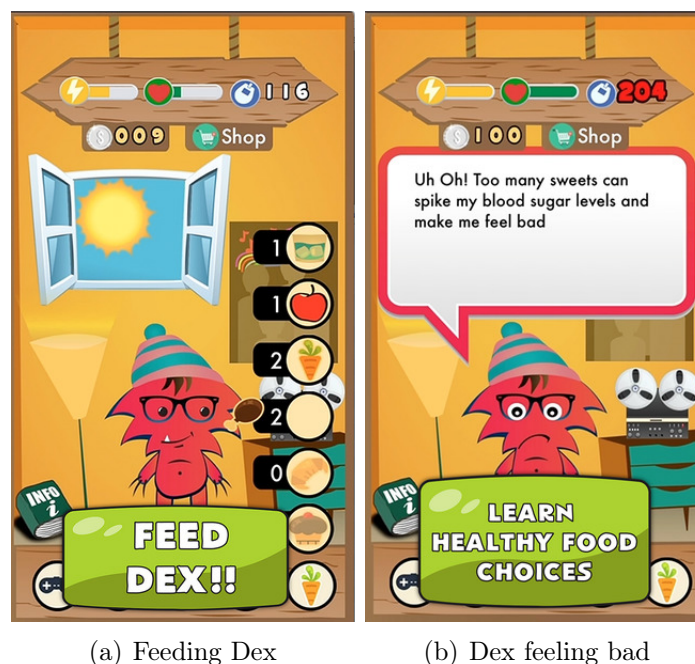 116
009
Shop
1
1
2
2
0
INFO
i
FEED
DEX!!
(a) Feeding Dex
204
100
Shop
Uh Oh! Too many sweets can
spike my blood sugar levels and
make me feel bad
INFO
i
LEARN
HEALTHY FOOD
CHOICES
(b) Dex feeling bad